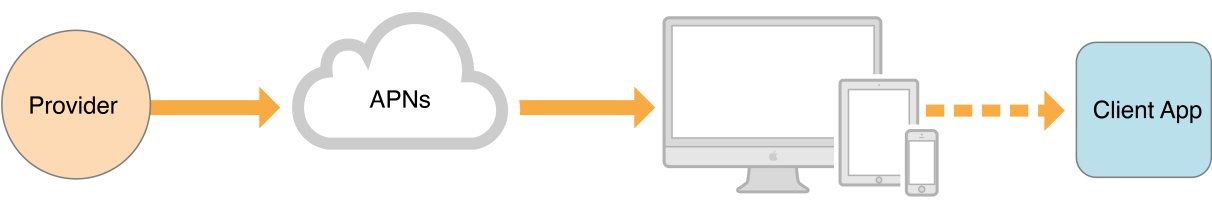 Provider
APNs
Client App